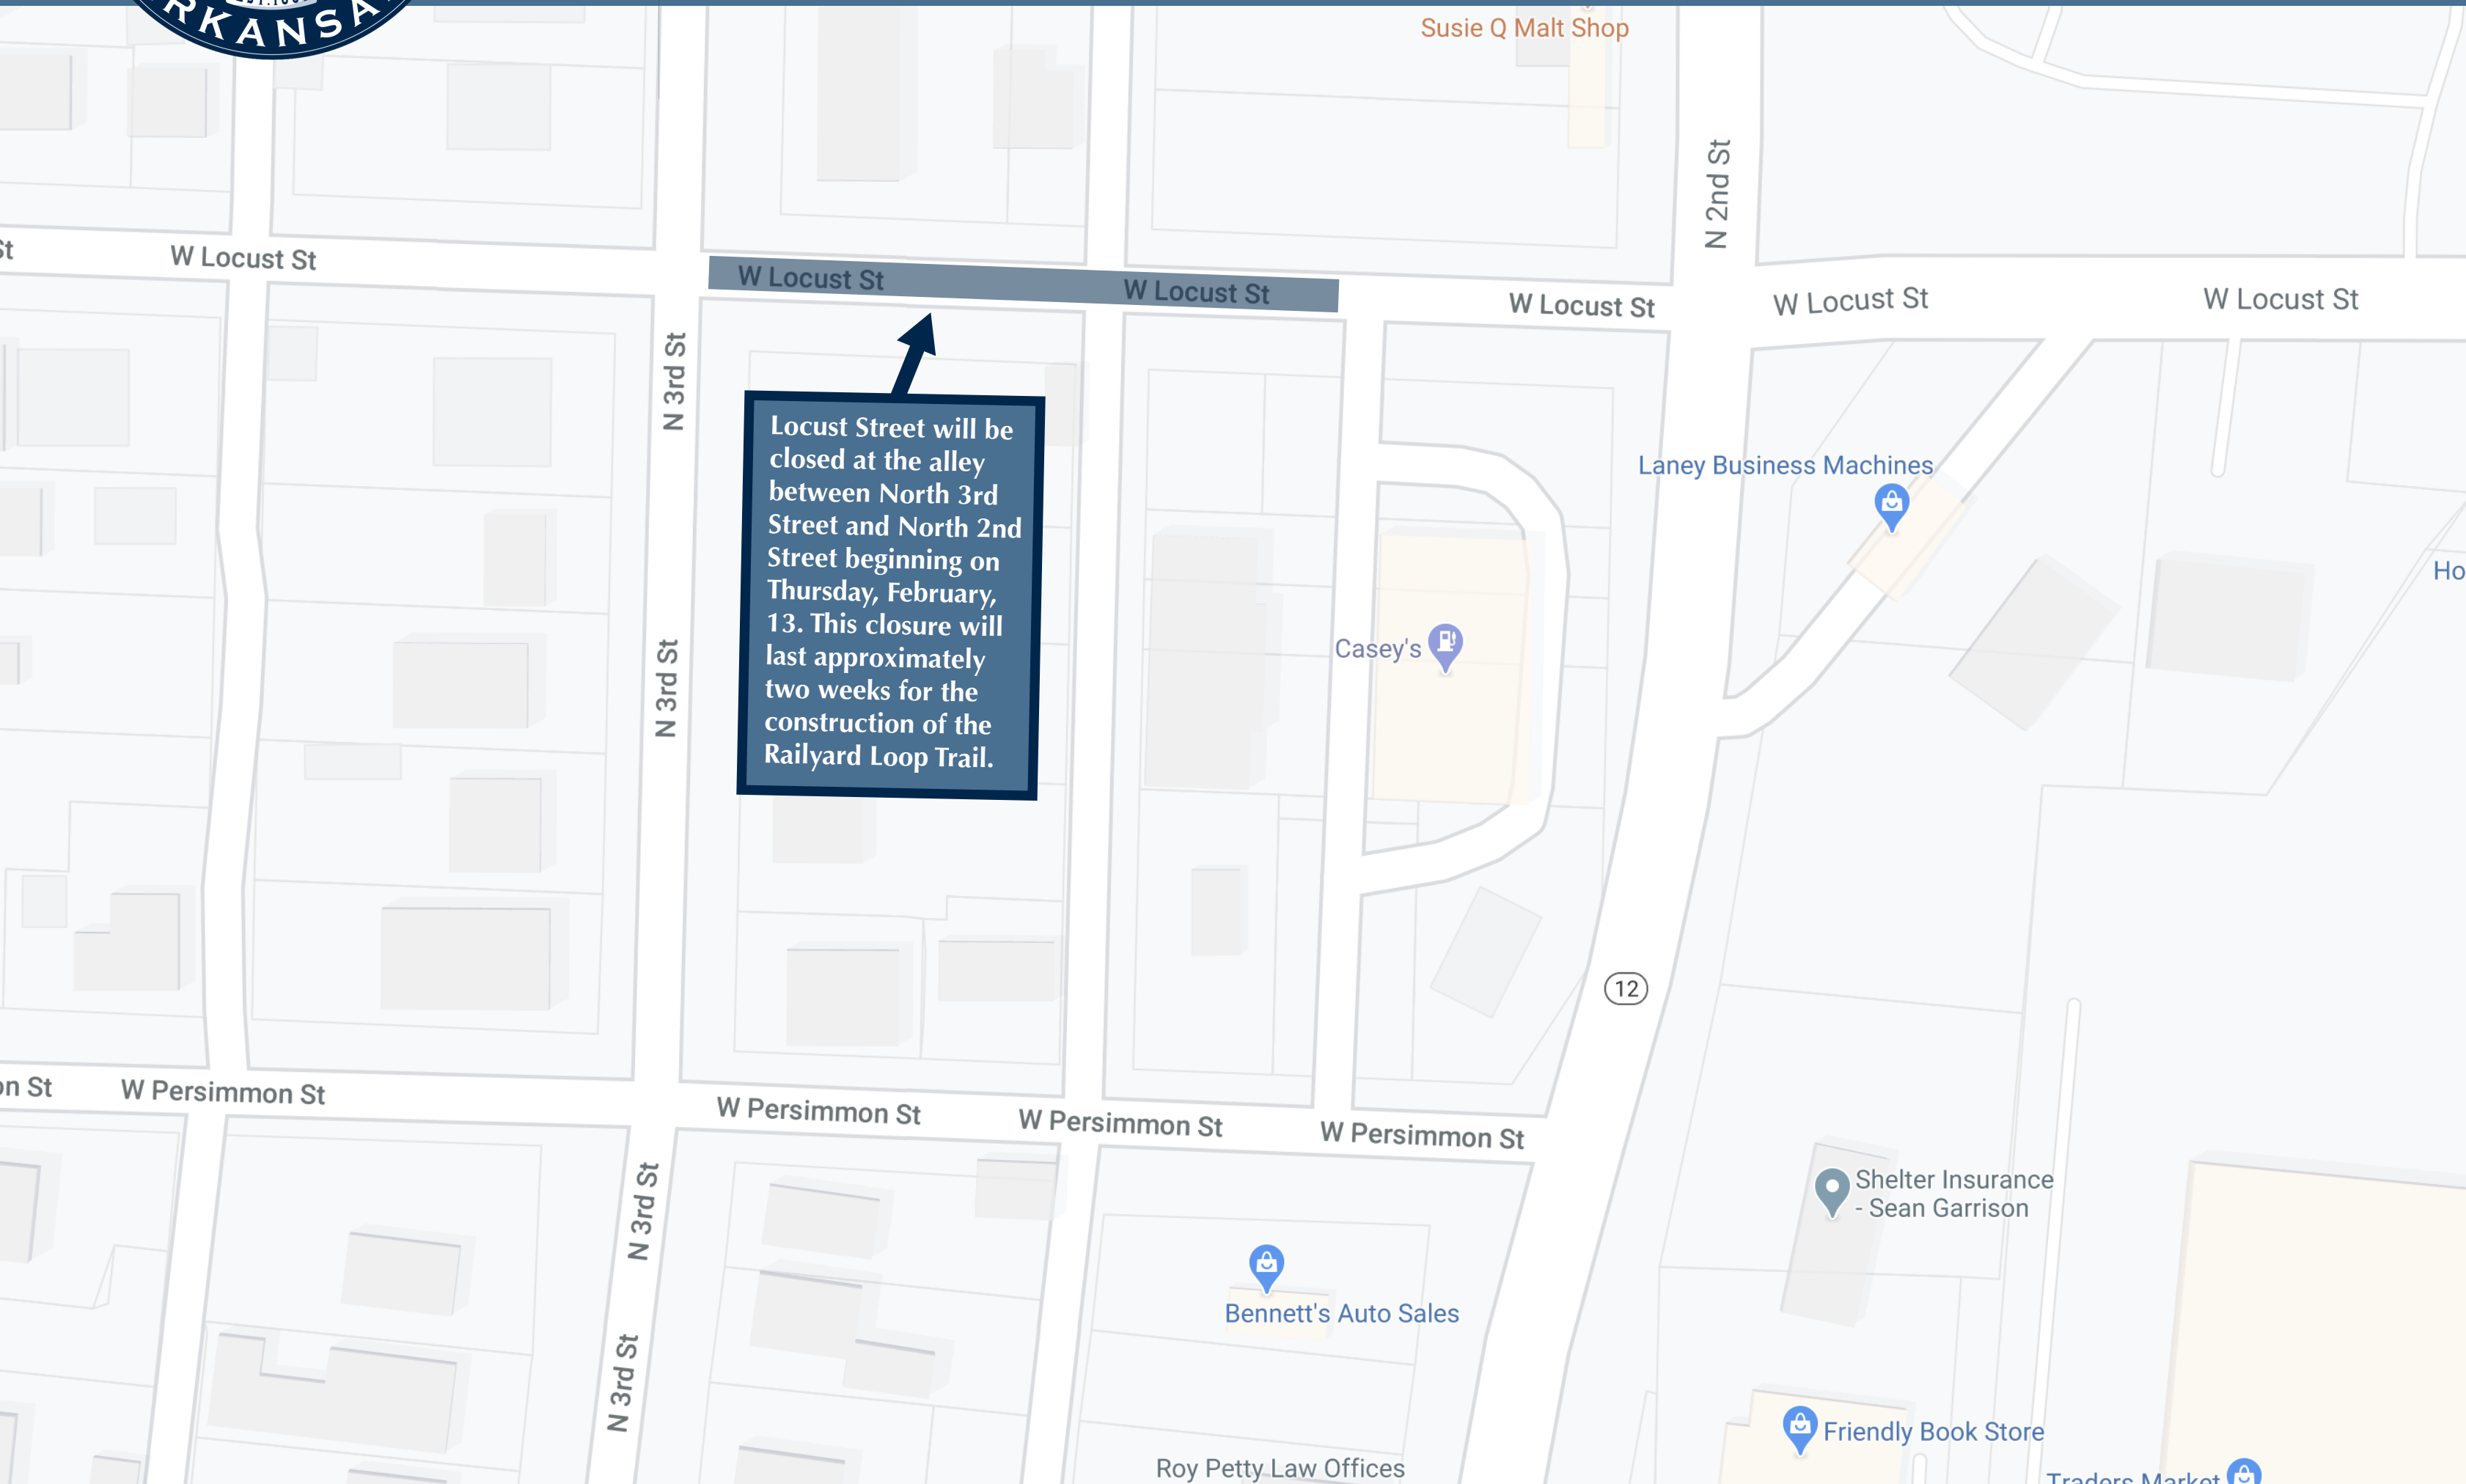 ARKANSA
Susie Q Malt Shop
N 2nd St
St
W Locust St
W Locust St
W Locust St
W Locust St
W Locust St
W Locust St
N 3rd St
Locust Street will be
closed at the alley
between North 3rd
Street and North 2nd
Street beginning on
Thursday, February,
13. This closure will
last approximately
two weeks for the
construction of the
Railyard Loop Trail.
Laney Business Machines
Ho
N 3rd St
Casey's
12
on St
W Persimmon St
W Persimmon St
W Persimmon St
W Persimmon St
N 3rd St
Shelter Insurance
- Sean Garrison
Bennett's Auto Sales
N 3rd St
Friendly Book Store
Roy Petty Law Offices
Traders Market